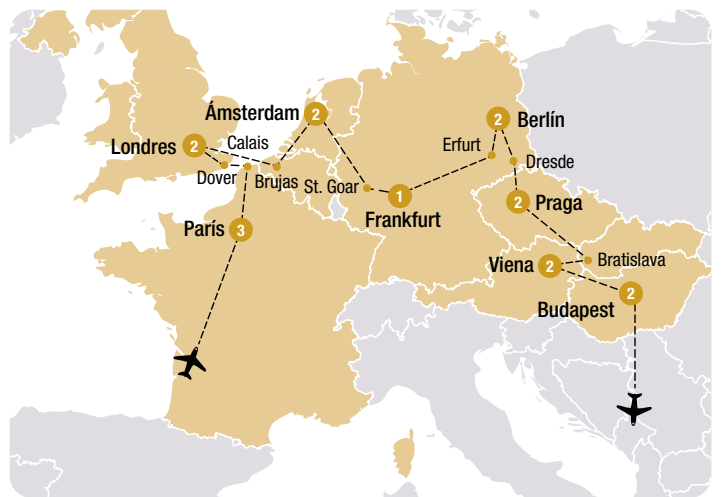 Ámsterdam
2
2
Berlín
Londres
2
Calais
Erfurt
Dover
Brujas
St. Goar
Dresde
1
Frankfurt
2
Praga
París
3
Viena
2
Bratislava
2
Budapest